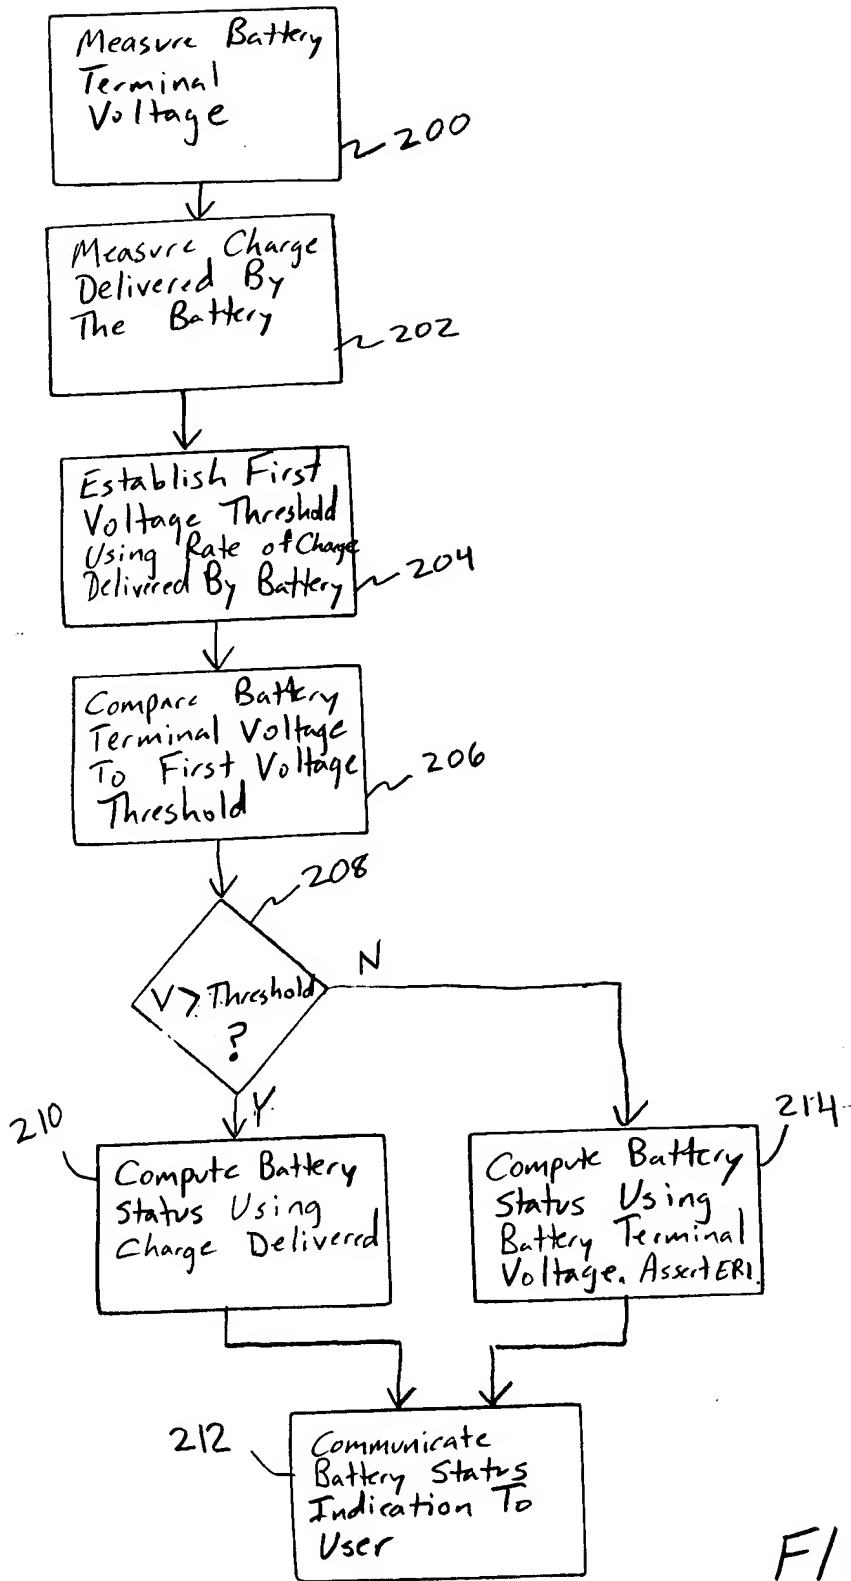 Measure Battery
Terminal
Voltage
200
Measure Charge
Delivered By
The Battery
202
Establish First
Voltage Threshold
Using Rate of Charge
Delivered By Battery
204
Compare Battery
Terminal Voltage
To First Voltage
Threshold
206
208
V > Threshold
?
N
Y
210
Compute Battery
Status Using
Charge Delivered
214
Compute Battery
Status Using
Battery Terminal
Voltage. Assert ERI.
212
Communicate
Battery Status
Indication To
User
FI